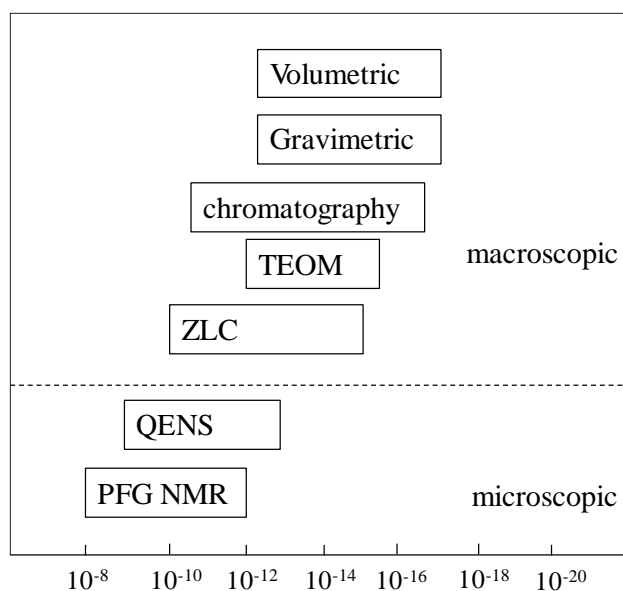 Volumetric
Gravimetric
chromatography
TEOM
macroscopic
ZLC
QENS
PFG NMR
microscopic
10⁻⁸ 10⁻¹⁰ 10⁻¹² 10⁻¹⁴ 10⁻¹⁶ 10⁻¹⁸ 10⁻²⁰